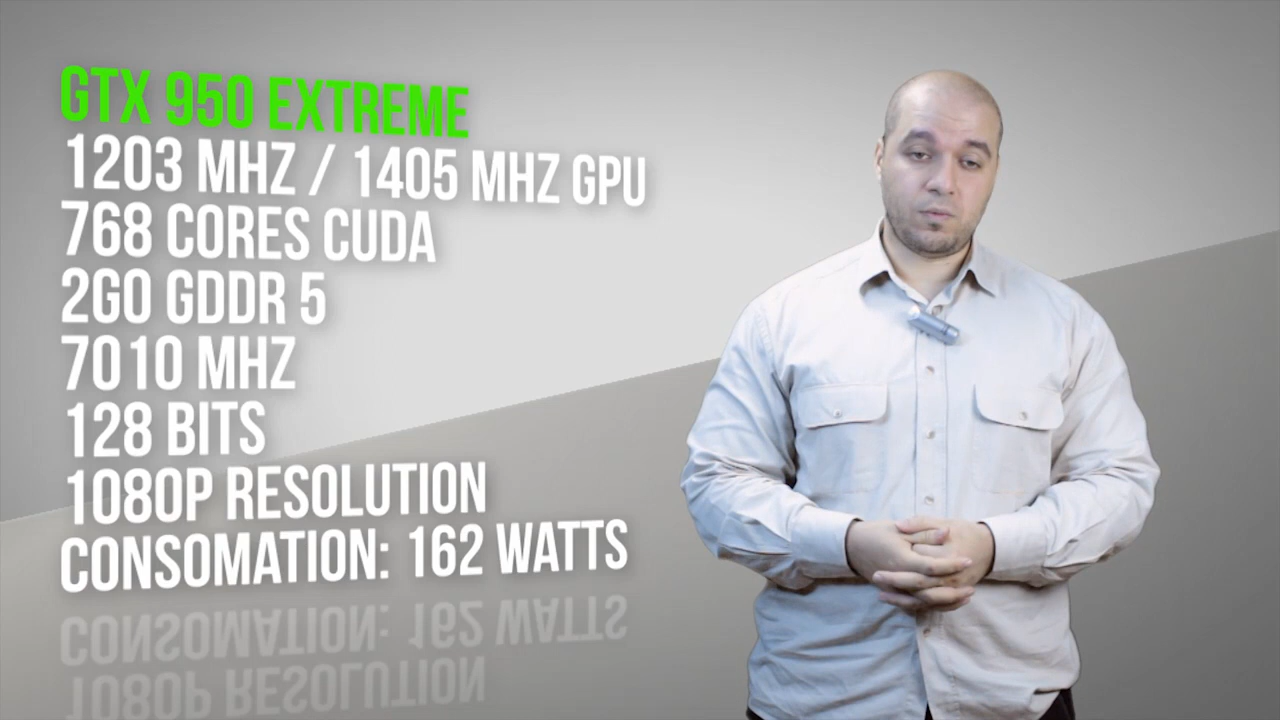 GTX 950 EXTREME
1203 MHZ / 1405 MHZ GPU
768 CORES CUDA
2GO GDDR 5
7010 MHZ
128 BITS
1080P RESOLUTION
CONSOMATION: 162 WATTS